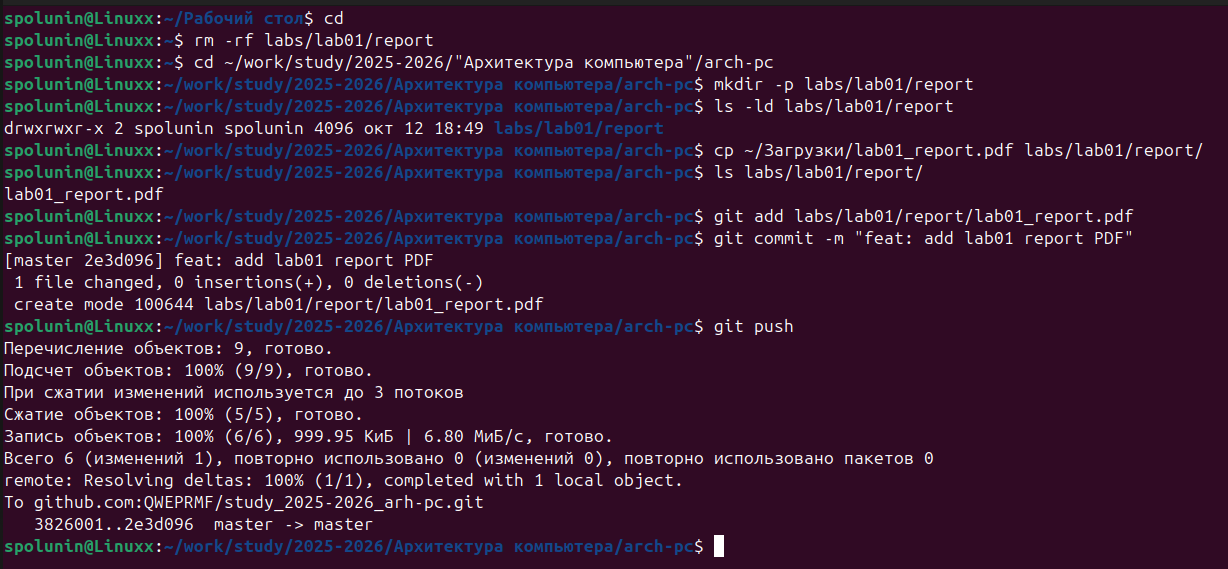 spolunin@Linuxx:~/Рабочий стол$ cd
spolunin@Linuxx:~$ rm -rf labs/lab01/report
spolunin@Linuxx:~$ cd ~/work/study/2025-2026/"Архитектура компьютера"/arch-pc
spolunin@Linuxx:~/work/study/2025-2026/Архитектура компьютера/arch-pc$ mkdir -p labs/lab01/report
spolunin@Linuxx:~/work/study/2025-2026/Архитектура компьютера/arch-pc$ ls -ld labs/lab01/report
drwxrwxr-x 2 spolunin spolunin 4096 окт 12 18:49 labs/lab01/report
spolunin@Linuxx:~/work/study/2025-2026/Архитектура компьютера/arch-pc$ cp ~/Загрузки/lab01_report.pdf labs/lab01/report/
spolunin@Linuxx:~/work/study/2025-2026/Архитектура компьютера/arch-pc$ ls labs/lab01/report/
lab01_report.pdf
spolunin@Linuxx:~/work/study/2025-2026/Архитектура компьютера/arch-pc$ git add labs/lab01/report/lab01_report.pdf
spolunin@Linuxx:~/work/study/2025-2026/Архитектура компьютера/arch-pc$ git commit -m "feat: add lab01 report PDF"
[master 2e3d096] feat: add lab01 report PDF
 1 file changed, 0 insertions(+), 0 deletions(-)
 create mode 100644 labs/lab01/report/lab01_report.pdf
spolunin@Linuxx:~/work/study/2025-2026/Архитектура компьютера/arch-pc$ git push
Перечисление объектов: 9, готово.
Подсчет объектов: 100% (9/9), готово.
При сжатии изменений используется до 3 потоков
Сжатие объектов: 100% (5/5), готово.
Запись объектов: 100% (6/6), 999.95 КиБ | 6.80 МиБ/с, готово.
Всего 6 (изменений 1), повторно использовано 0 (изменений 0), повторно использовано пакетов 0
remote: Resolving deltas: 100% (1/1), completed with 1 local object.
To github.com:QWEPRMF/study_2025-2026_arh-pc.git
   3826001..2e3d096  master -> master
spolunin@Linuxx:~/work/study/2025-2026/Архитектура компьютера/arch-pc$